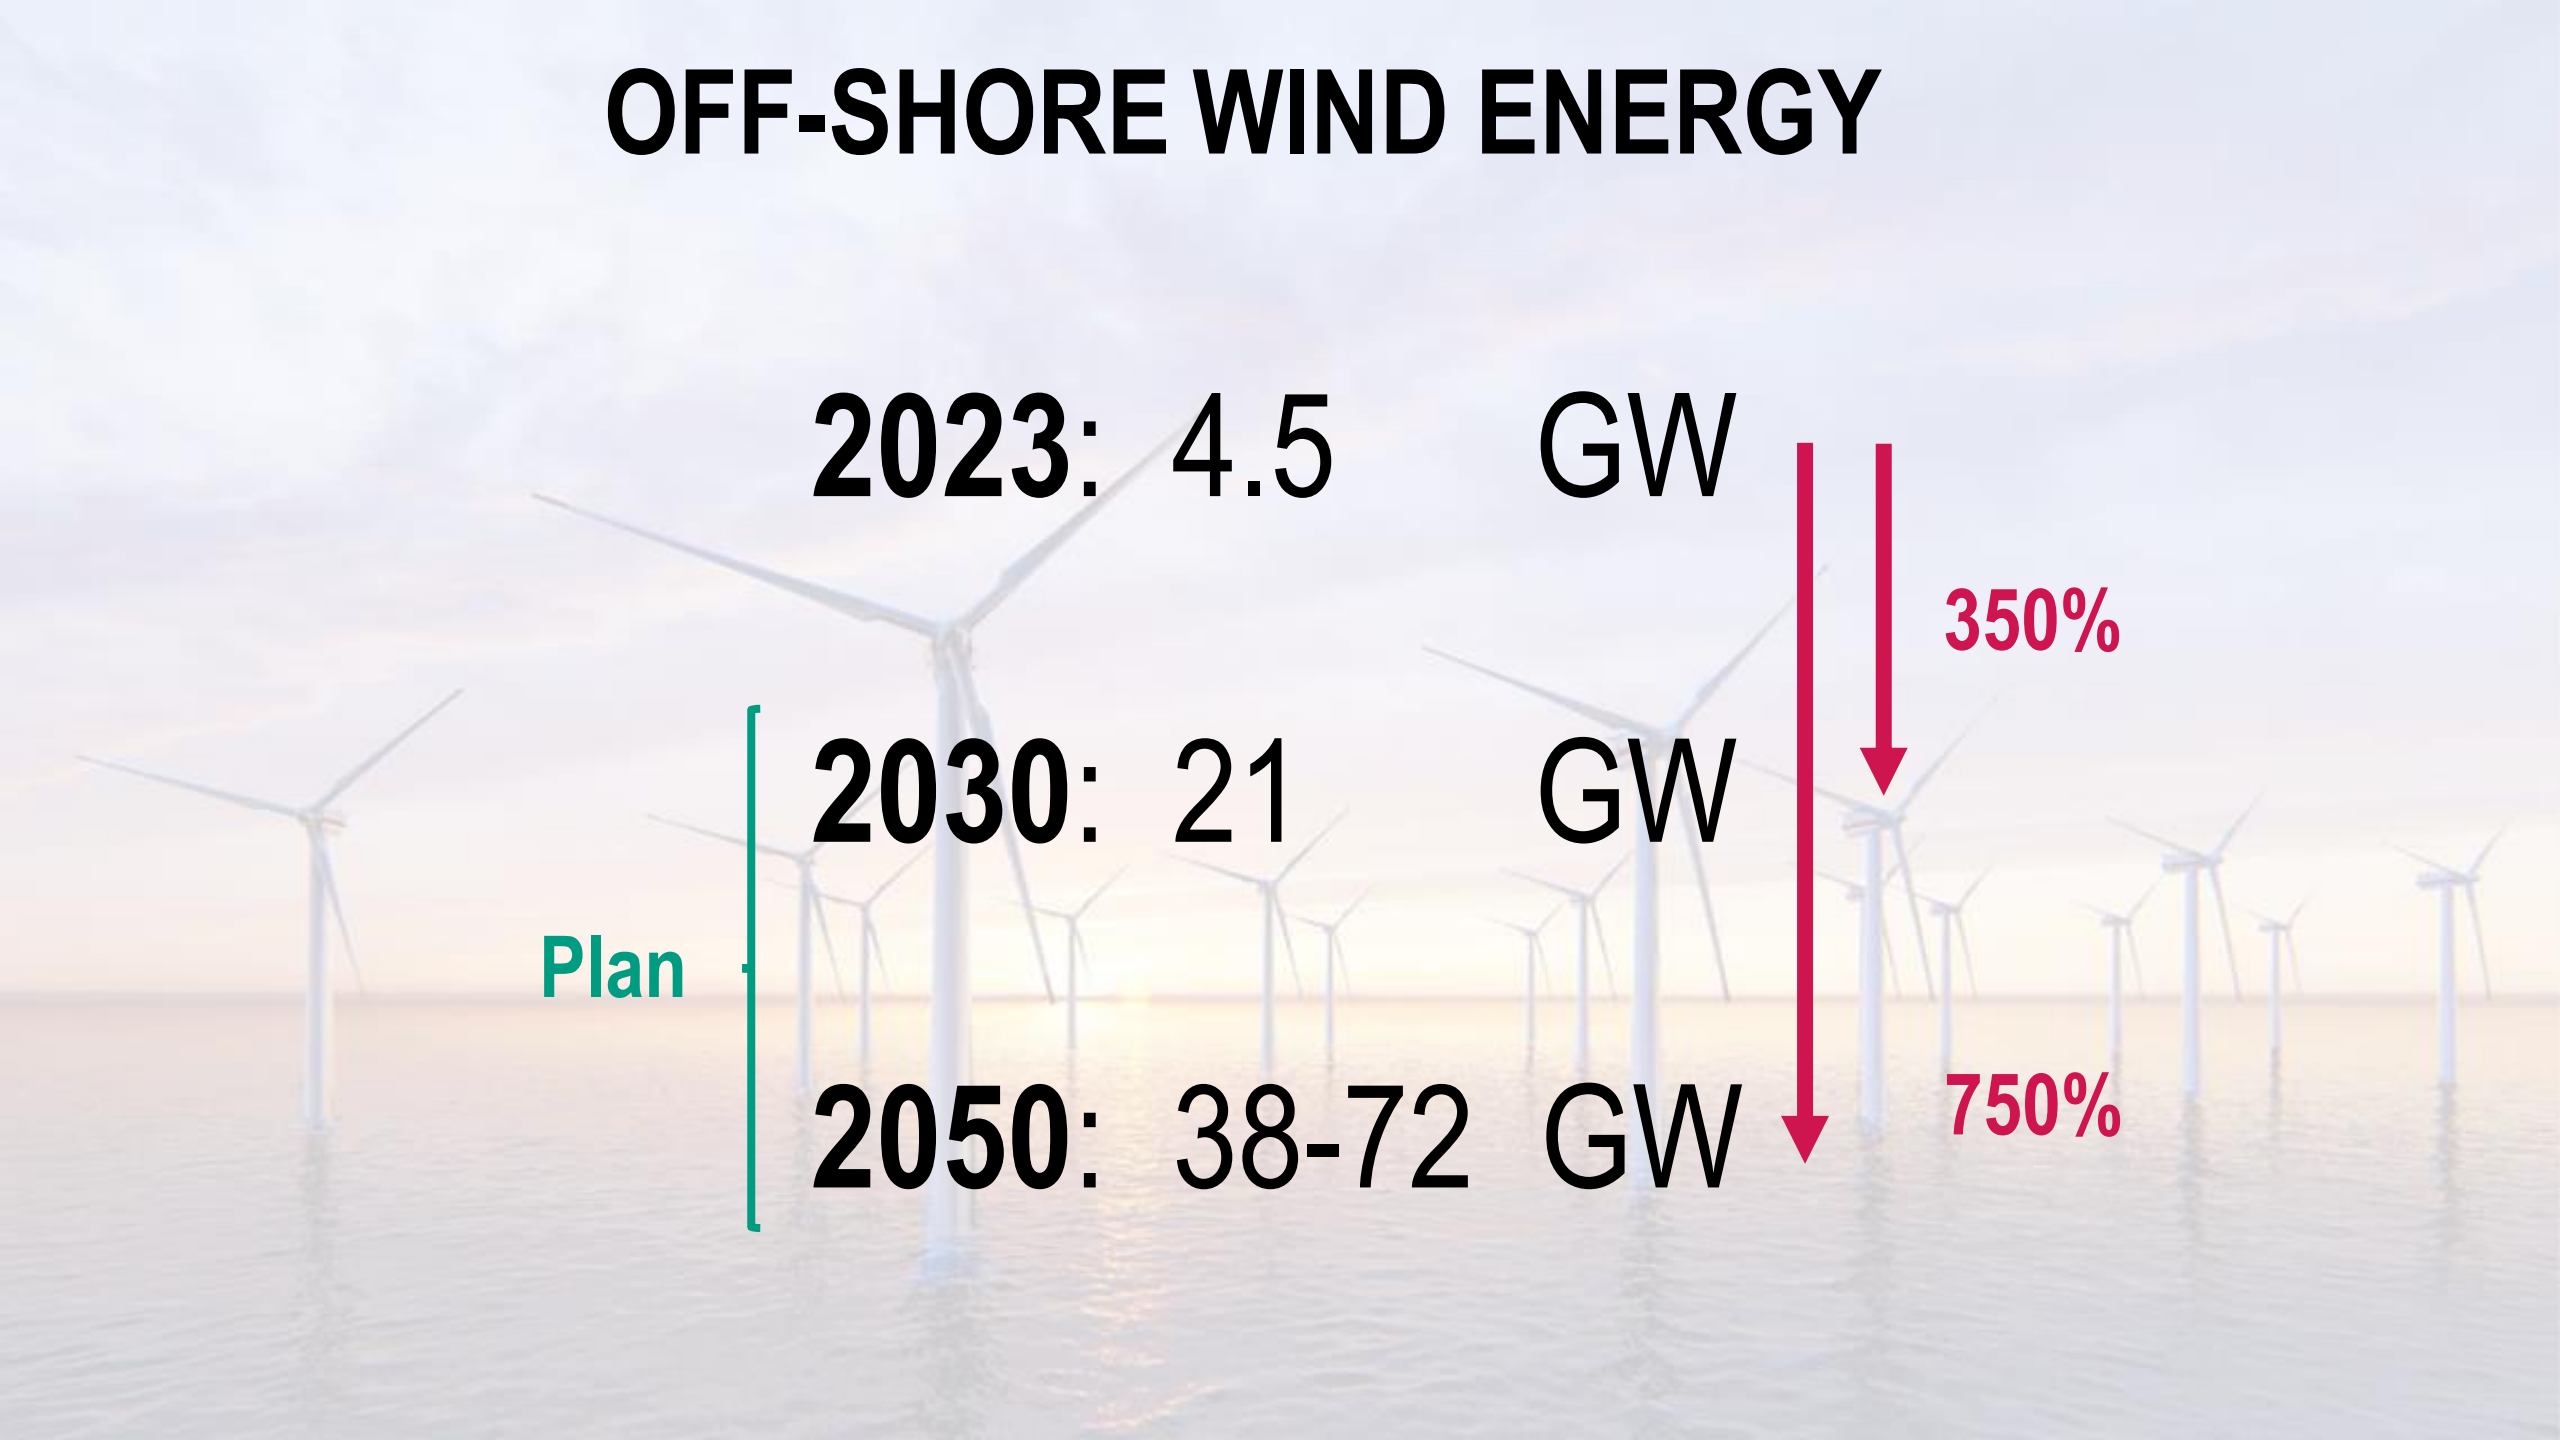 OFF-SHORE WIND ENERGY
2023: 4.5 GW
350%
2030: 21 GW
Plan
2050: 38-72 GW
750%